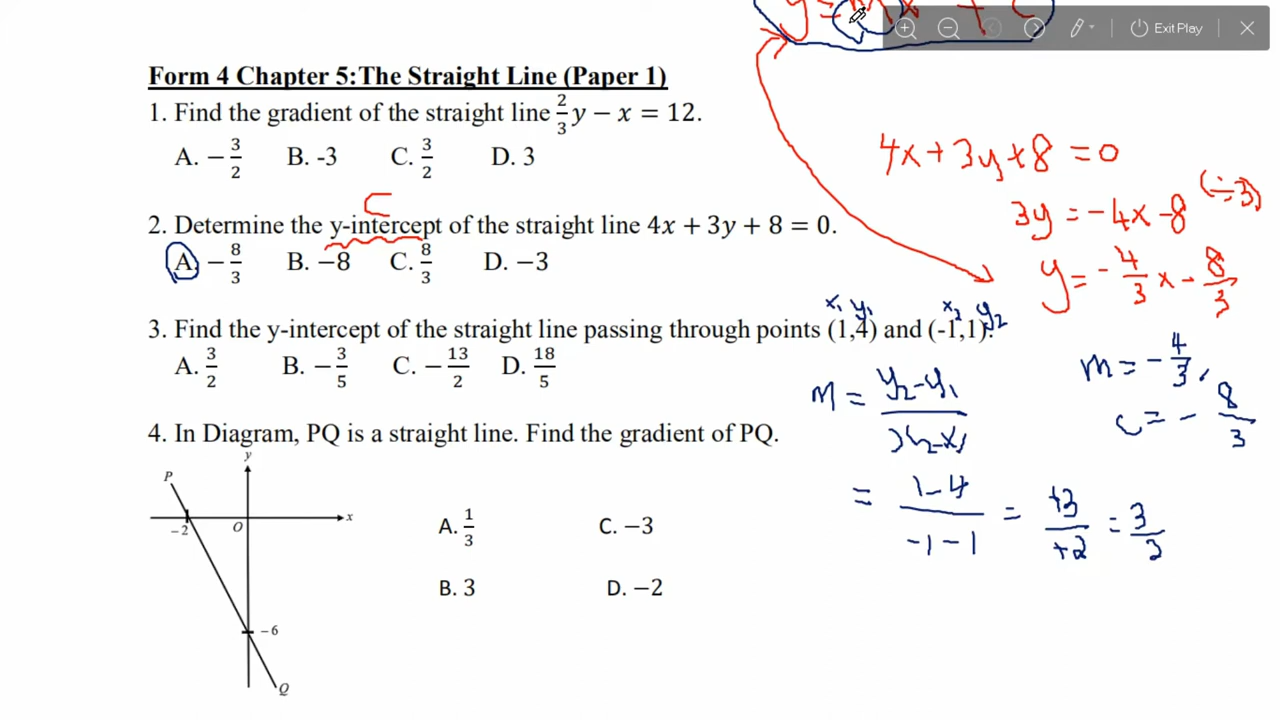 y = mx + c
Exit Play
Form 4 Chapter 5:The Straight Line (Paper 1)
1. Find the gradient of the straight line 2/3 y − x = 12.
A. − 3/2 B. -3 C. 3/2 D. 3
C
2. Determine the y-intercept of the straight line 4x + 3y + 8 = 0.
A. − 8/3 B. −8 C. 8/3 D. −3
x₁ y₁ x₂ y₂
3. Find the y-intercept of the straight line passing through points (1,4) and (-1,1).
A. 3/2 B. − 3/5 C. − 13/2 D. 18/5
4. In Diagram, PQ is a straight line. Find the gradient of PQ.
y
P
x
−2
O
−6
Q
A. 1/3 C. −3
B. 3 D. −2
4x + 3y + 8 = 0
3y = -4x - 8 (÷3)
y = - 4/3 x - 8/3
m = - 4/3,
c = - 8/3
m = y₂-y₁ / x₂-x₁
= 1-4 / -1-1 = +3 / +2 = 3/2